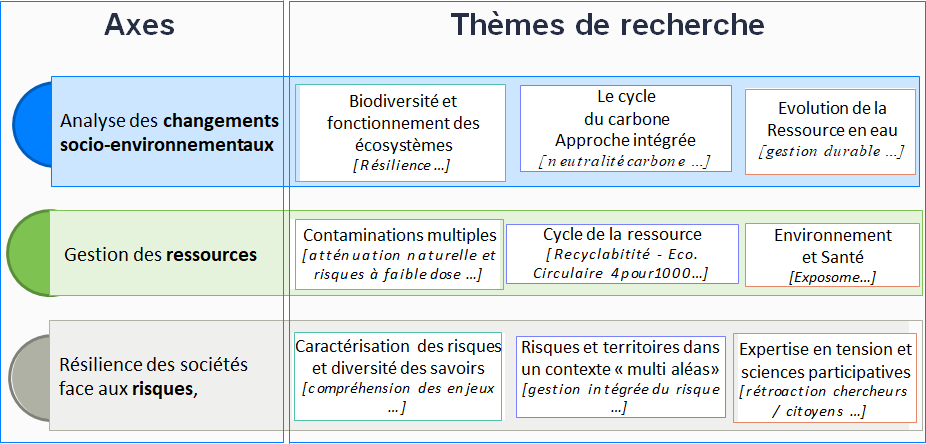 Axes
Thèmes de recherche
Analyse des changements
socio-environnementaux
Biodiversité et
fonctionnement des
écosystèmes
[Résilience ...]
Le cycle
du carbone
Approche intégrée
[neutralité carbone ...]
Evolution de la
Ressource en eau
[gestion durable ...]
Gestion des ressources
Contaminations multiples
[atténuation naturelle et
risques à faible dose ...]
Cycle de la ressource
[Recyclabitité - Eco.
Circulaire 4pour1000...]
Environnement
et Santé
[Exposome...]
Résilience des sociétés
face aux risques,
Caractérisation des risques
et diversité des savoirs
[compréhension des enjeux
...]
Risques et territoires dans
un contexte « multi aléas»
[gestion intégrée du risque
...]
Expertise en tension et
sciences participatives
[rétroaction chercheurs
/ citoyens ...]